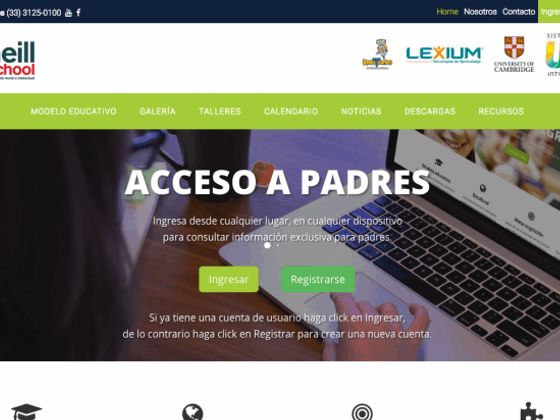 (33) 3125-0100
Home Nosotros Contacto
neill
school
LEXIUM
UNIVERSITY OF
CAMBRIDGE
MODELO EDUCATIVO GALERÍA TALLERES CALENDARIO NOTICIAS DESCARGAS RECURSOS
ACCESO A PADRES
Ingresa desde cualquier lugar, en cualquier dispositivo
para consultar información exclusiva para padres.
Ingresar Registrarse
Si ya tiene una cuenta de usuario haga click en Ingresar,
de lo contrario haga click en Registrar para crear una nueva cuenta.